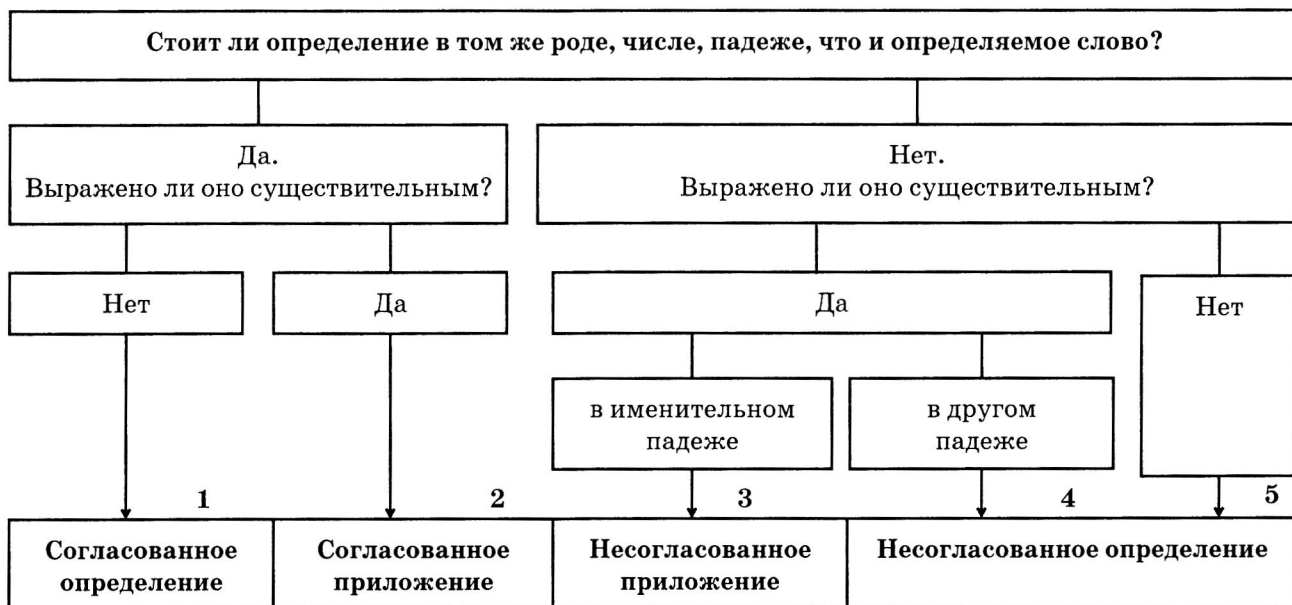 Стоит ли определение в том же роде, числе, падеже, что и определяемое слово?
Да.
Выражено ли оно существительным?
Нет.
Выражено ли оно существительным?
Нет
Да
Да
Нет
в именительном
падеже
в другом
падеже
1
2
3
4
5
Согласованное
определение
Согласованное
приложение
Несогласованное
приложение
Несогласованное определение